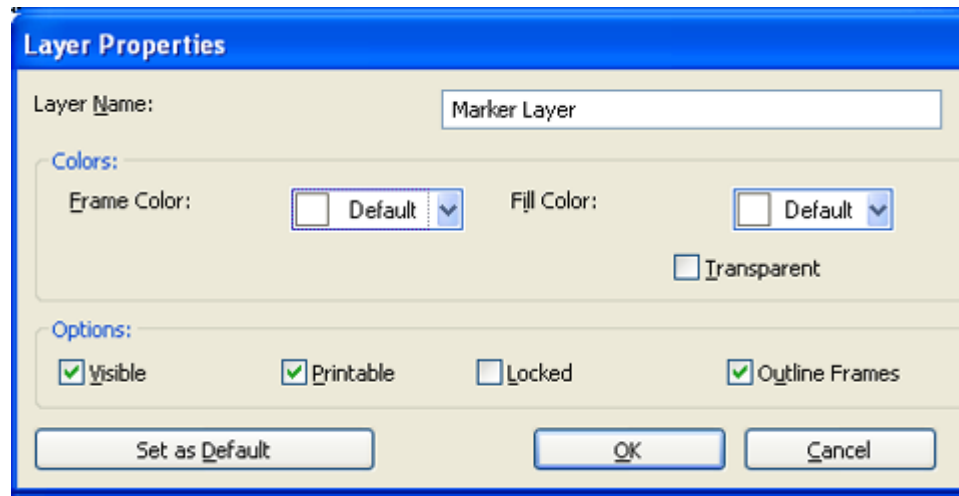 Layer Properties
Layer Name: Marker Layer
Colors:
Frame Color: Default Fill Color: Default
Transparent
Options:
Visible Printable Locked Outline Frames
Set as Default OK Cancel